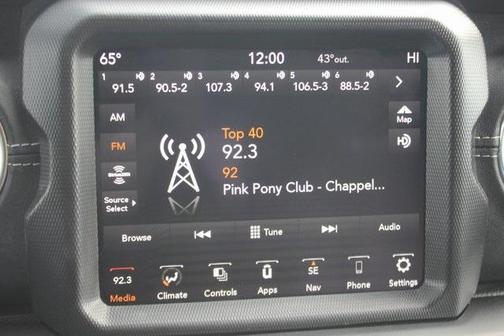 65° 12:00 43°out. HI
1 2 3 4 5 6
91.5 90.5-2 107.3 94.1 106.5-3 88.5-2
AM
Map
FM
Top 40
92.3
92
Pink Pony Club - Chappel...
SiriusXM
Source
Select
Browse Tune Audio
92.3 SE
Media Climate Controls Apps Nav Phone Settings